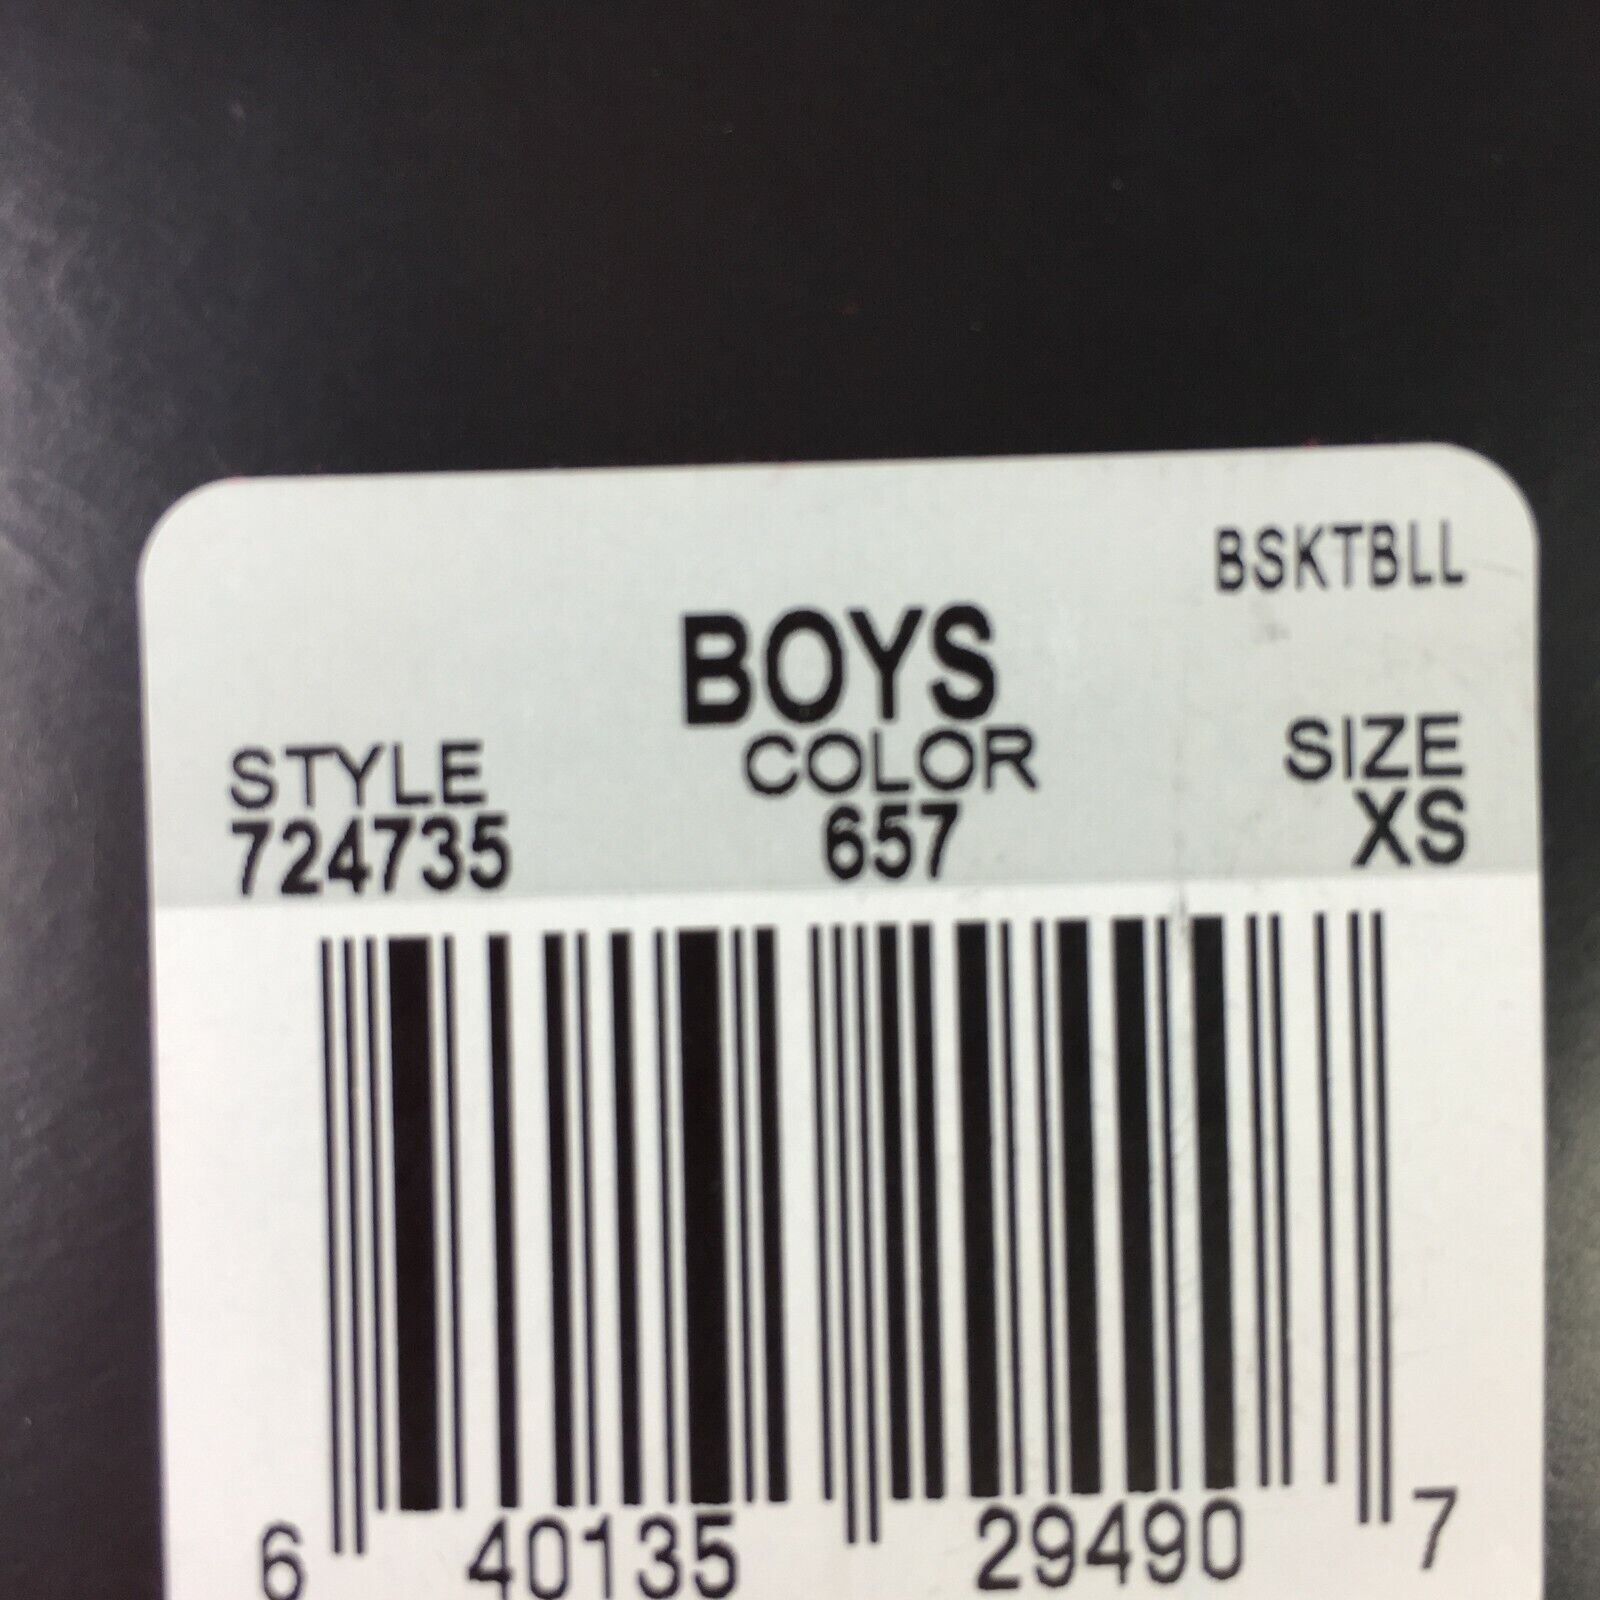 BSKTBLL
BOYS
STYLE COLOR SIZE
724735 657 XS
6 40135 29490 7